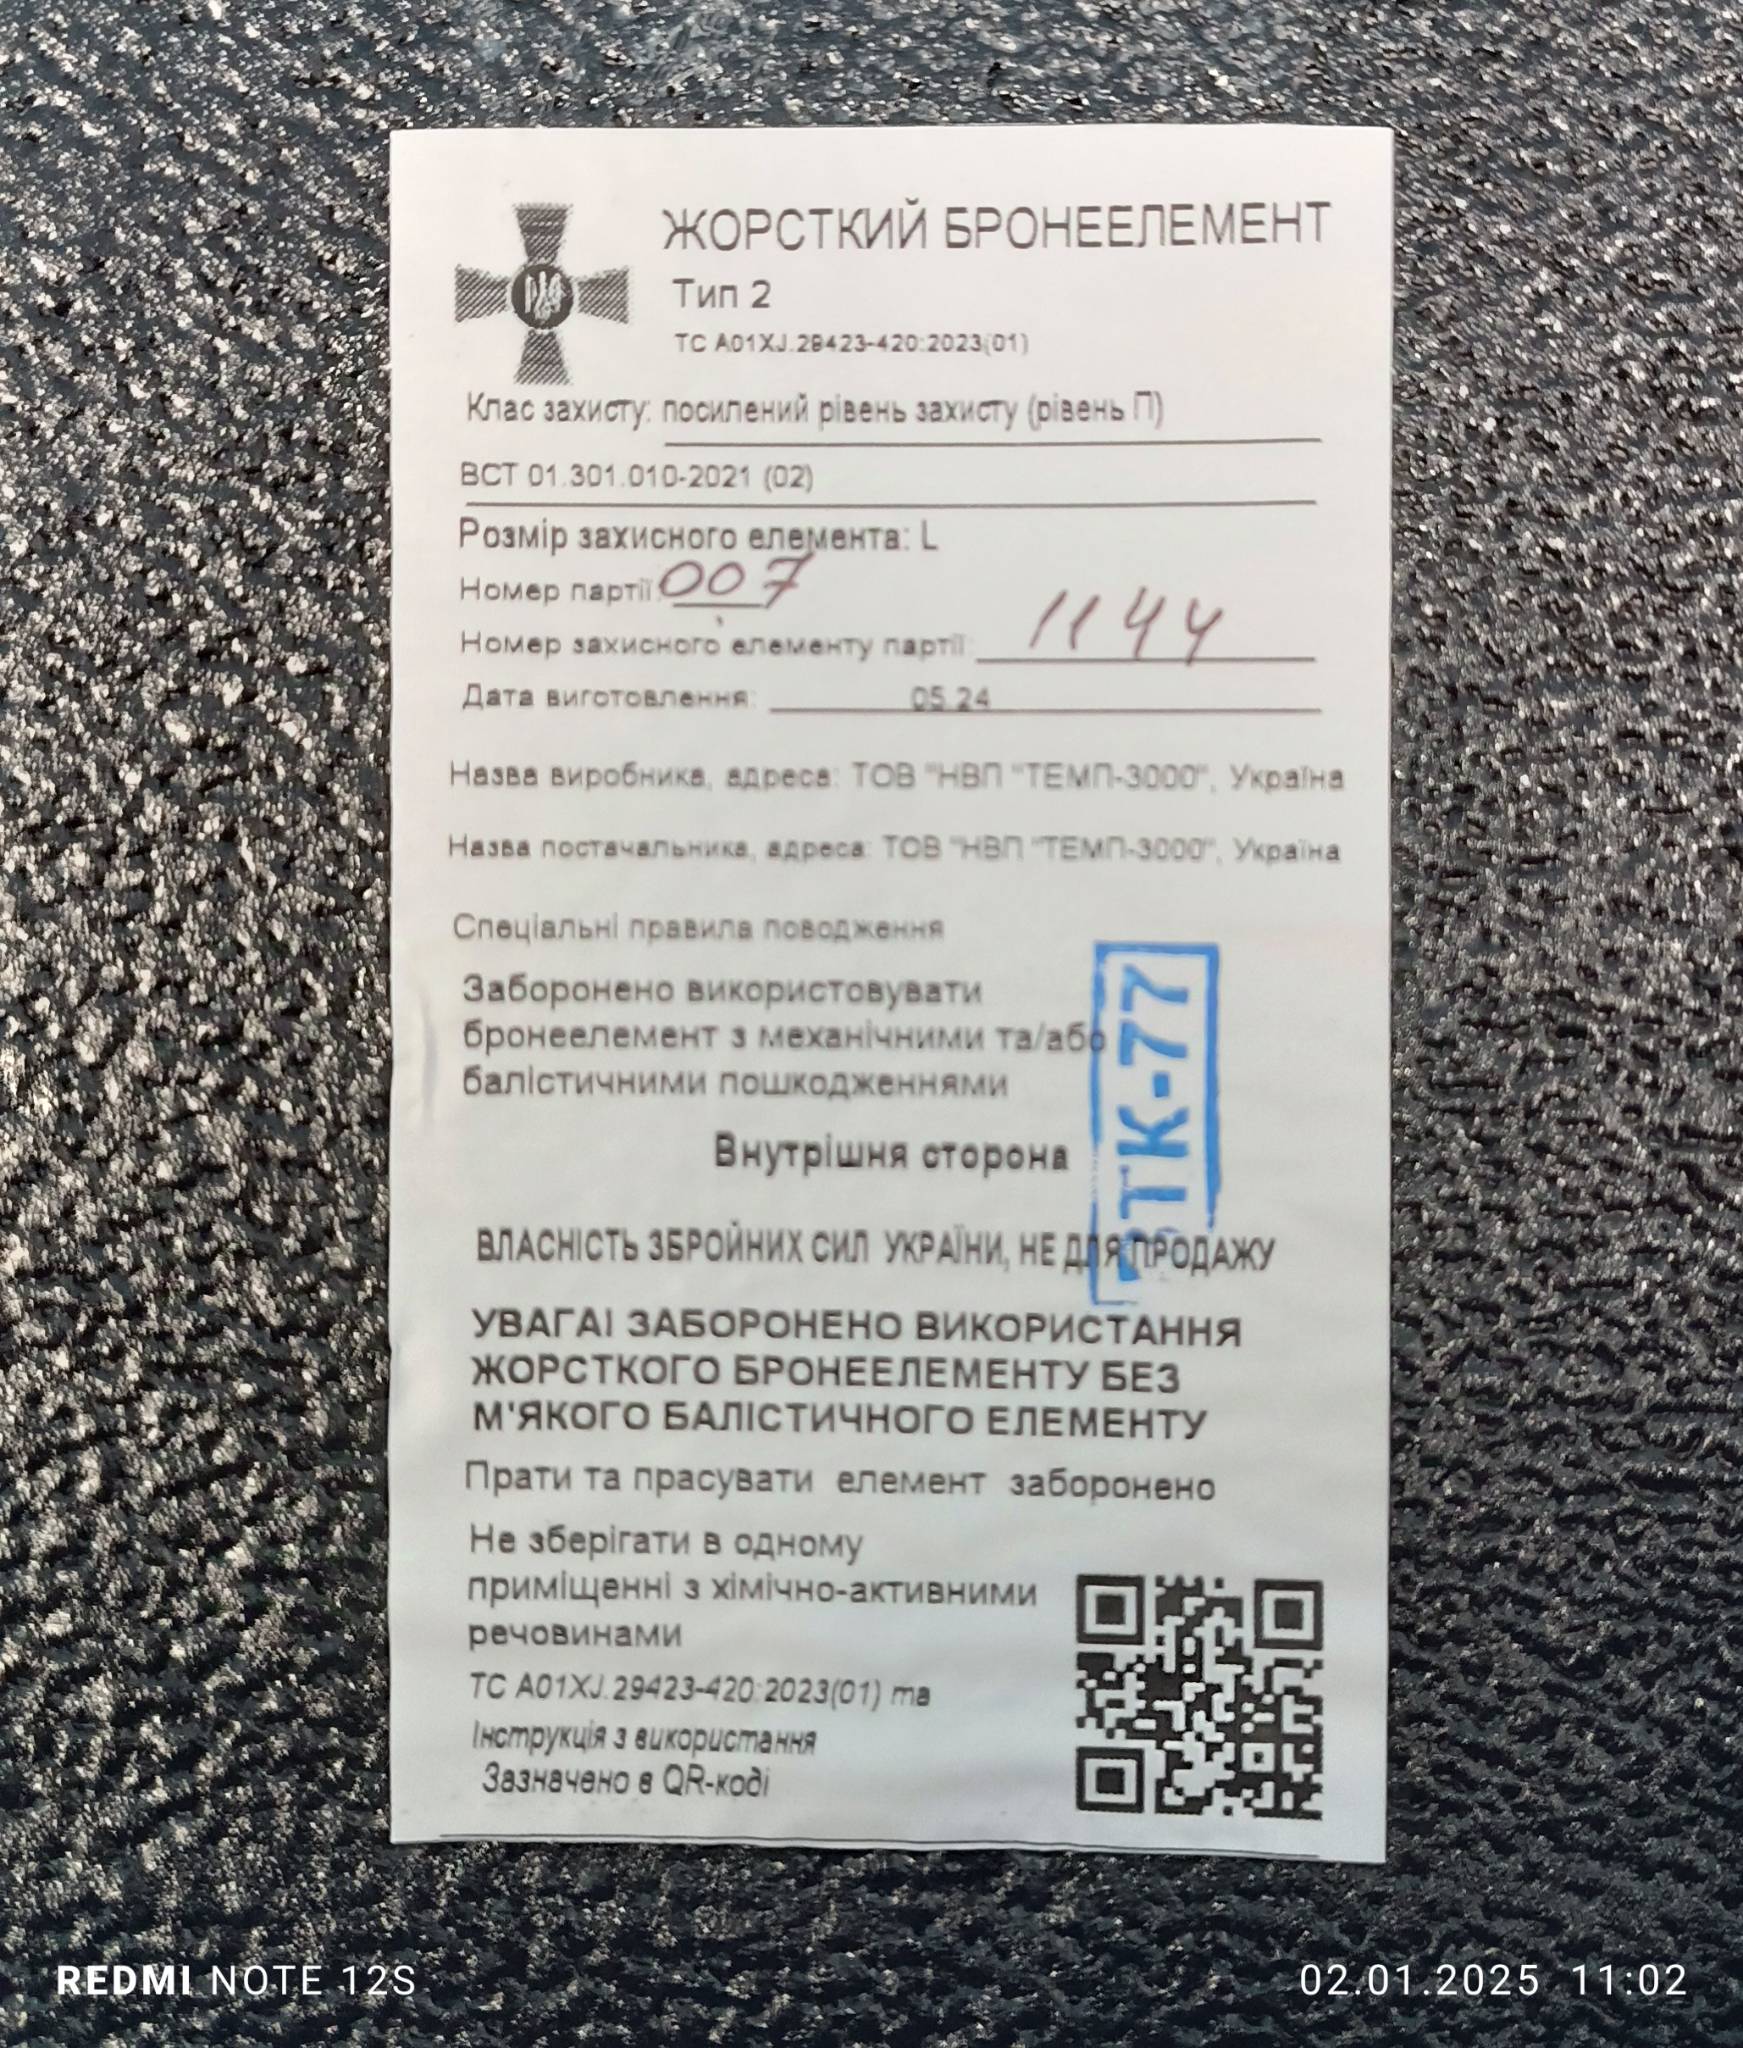 ЖОРСТКИЙ БРОНЕЕЛЕМЕНТ
Тип 2
ТС А01XJ.29423-420:2023(01)
Клас захисту: посилений рівень захисту (рівень П)
ВСТ 01.301.010-2021 (02)
Розмір захисного елемента: L
Номер партії: 007
Номер захисного елементу партії: 1144
Дата виготовлення: 05.24
Назва виробника, адреса: ТОВ "НВП "ТЕМП-3000", Україна
Назва постачальника, адреса: ТОВ "НВП "ТЕМП-3000", Україна
Спеціальні правила поводження
Заборонено використовувати
бронеелемент з механічними та/або
балістичними пошкодженнями
ВТК-77
Внутрішня сторона
ВЛАСНІСТЬ ЗБРОЙНИХ СИЛ УКРАЇНИ, НЕ ДЛЯ ПРОДАЖУ
УВАГА! ЗАБОРОНЕНО ВИКОРИСТАННЯ
ЖОРСТКОГО БРОНЕЕЛЕМЕНТУ БЕЗ
М'ЯКОГО БАЛІСТИЧНОГО ЕЛЕМЕНТУ
Прати та прасувати елемент заборонено
Не зберігати в одному
приміщенні з хімічно-активними
речовинами
ТС А01XJ.29423-420:2023(01) та
Інструкція з використання
Зазначено в QR-коді
REDMI NOTE 12S
02.01.2025 11:02